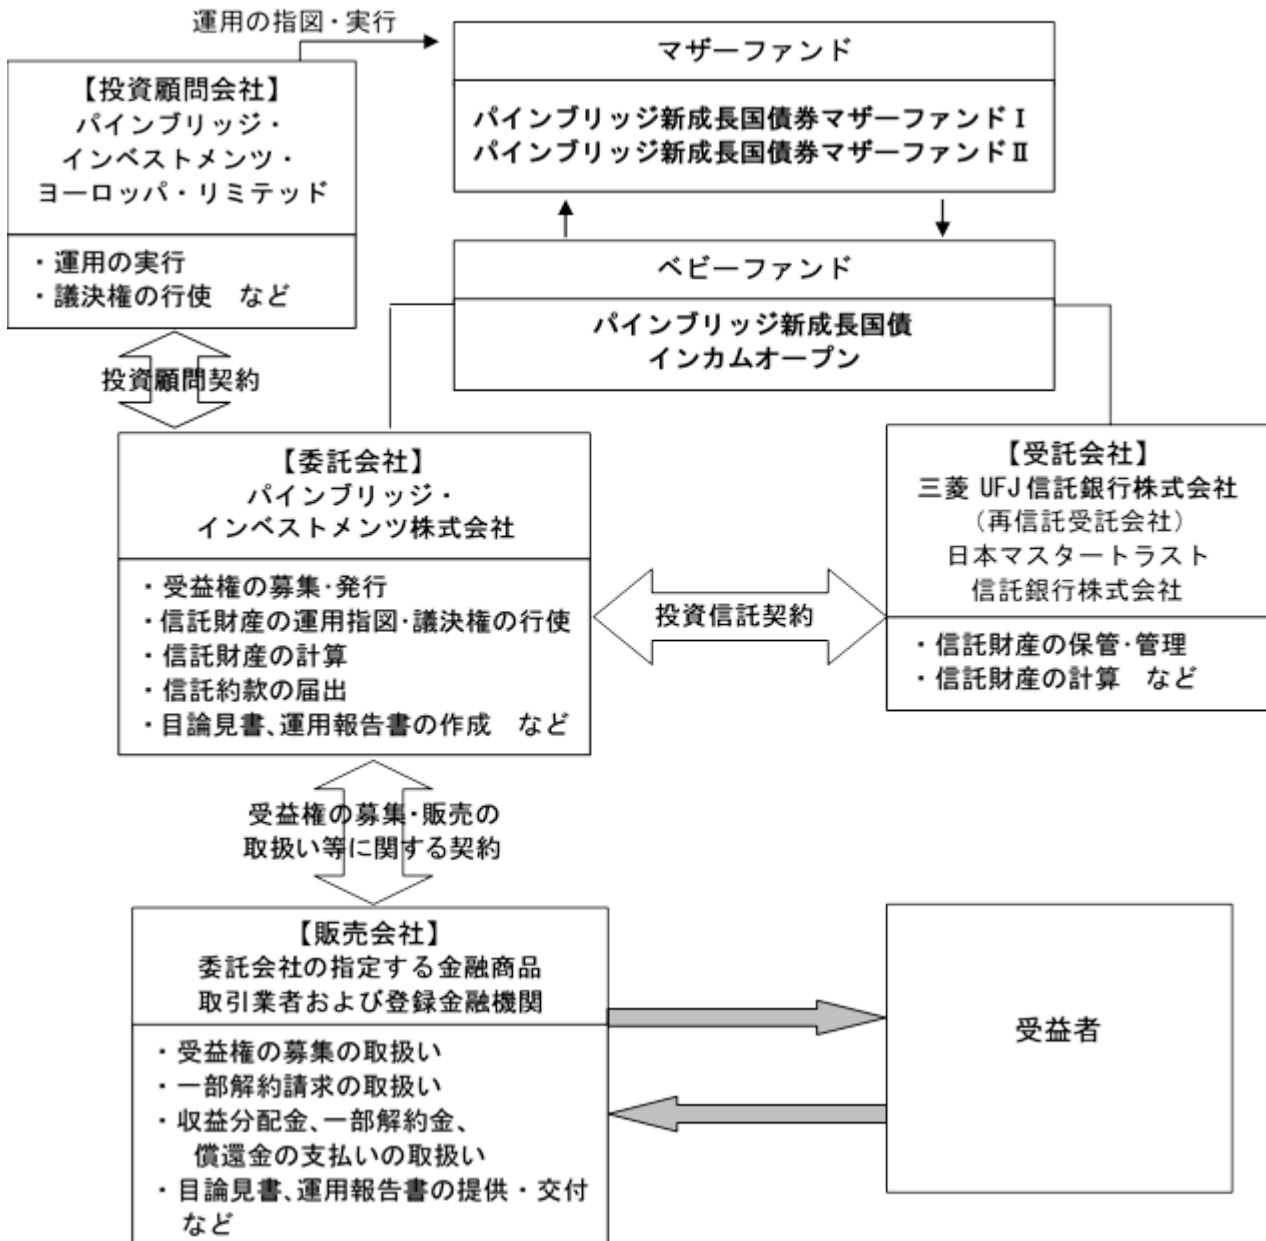 運用の指図・実行
マザーファンド
パインブリッジ新成長国債券マザーファンドⅠ
パインブリッジ新成長国債券マザーファンドⅡ
【投資顧問会社】
パインブリッジ・
インベストメンツ・
ヨーロッパ・リミテッド
・運用の実行
・議決権の行使　など
ベビーファンド
パインブリッジ新成長国債
インカムオープン
投資顧問契約
【委託会社】
パインブリッジ・
インベストメンツ株式会社
・受益権の募集・発行
・信託財産の運用指図・議決権の行使
・信託財産の計算
・信託約款の届出
・目論見書、運用報告書の作成　など
投資信託契約
【受託会社】
三菱 UFJ 信託銀行株式会社
（再信託受託会社）
日本マスタートラスト
信託銀行株式会社
・信託財産の保管・管理
・信託財産の計算　など
受益権の募集・販売の
取扱い等に関する契約
【販売会社】
委託会社の指定する金融商品
取引業者および登録金融機関
・受益権の募集の取扱い
・一部解約請求の取扱い
・収益分配金、一部解約金、
償還金の支払いの取扱い
・目論見書、運用報告書の提供・交付
など
受益者